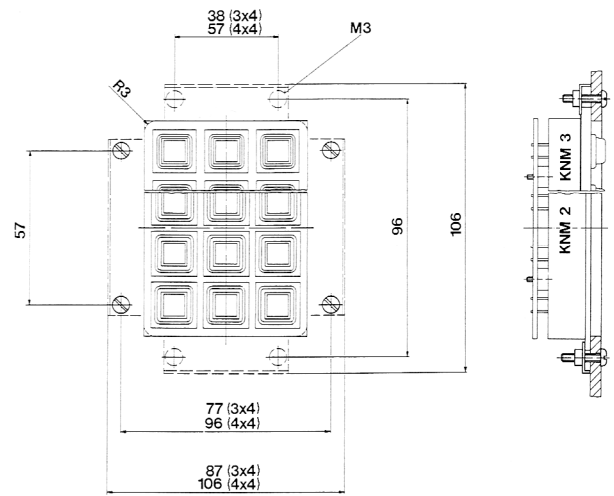 38 (3x4)
57 (4x4)
M3
R3
KNM 3
57
96
106
KNM 2
77 (3x4)
96 (4x4)
87 (3x4)
106 (4x4)